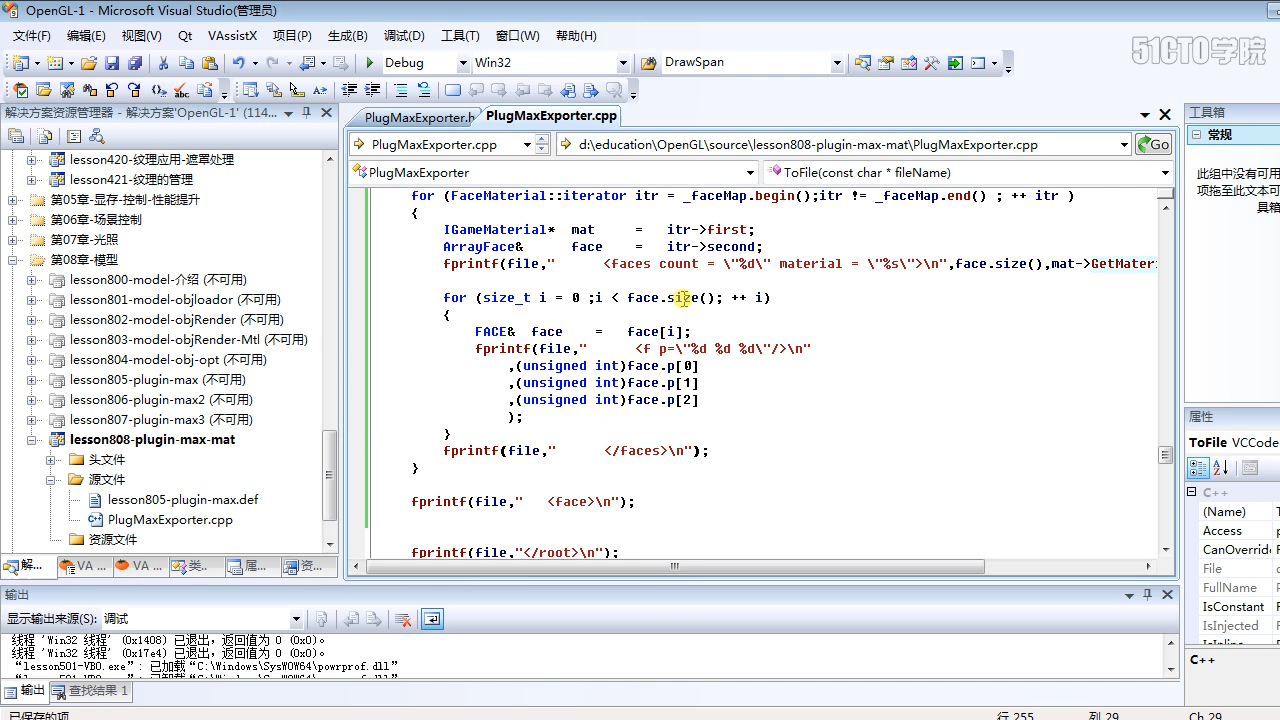 OpenGL-1 - Microsoft Visual Studio(管理员)
文件(F) 编辑(E) 视图(V) Qt VAssistX 项目(P) 生成(B) 调试(D) 工具(T) 窗口(W) 帮助(H)
51CTO学院
Debug Win32 DrawSpan
解决方案资源管理器 - 解决方案'OpenGL-1' (114...
PlugMaxExporter.h PlugMaxExporter.cpp
工具箱
常规
PlugMaxExporter.cpp d:\education\OpenGL\source\lesson808-plugin-max-mat\PlugMaxExporter.cpp Go
PlugMaxExporter ToFile(const char * fileName)
此组中没有可用
项拖至此文本可
具箱
lesson420-纹理应用-遮罩处理
lesson421-纹理的管理
第05章-显存-控制-性能提升
第06章-场景控制
第07章-光照
第08章-模型
lesson800-model-介绍 (不可用)
lesson801-model-objloader (不可用)
lesson802-model-objRender (不可用)
lesson803-model-objRender-Mtl (不可用)
lesson804-model-obj-opt (不可用)
lesson805-plugin-max (不可用)
lesson806-plugin-max2 (不可用)
lesson807-plugin-max3 (不可用)
lesson808-plugin-max-mat
头文件
源文件
lesson805-plugin-max.def
PlugMaxExporter.cpp
资源文件
for (FaceMaterial::iterator itr = _faceMap.begin();itr != _faceMap.end() ; ++ itr )
{
IGameMaterial* mat = itr->first;
ArrayFace& face = itr->second;
fprintf(file," <faces count = \"%d\" material = \"%s\">\n",face.size(),mat->GetMateri
for (size_t i = 0 ;i < face.size(); ++ i)
{
FACE& face = face[i];
fprintf(file," <f p=\"%d %d %d\"/>\n"
,(unsigned int)face.p[0]
,(unsigned int)face.p[1]
,(unsigned int)face.p[2]
);
}
fprintf(file," </faces>\n");
}
fprintf(file," <face>\n");
fprintf(file,"</root>\n");
属性
ToFile VCCode
C++
(Name) T
Access p
CanOverride F
File d
FullName P
IsConstant F
IsInjected F
IsInline
C++
解... VA ... VA ... 类... 属... 资...
输出
显示输出来源(S): 调试
线程 'Win32 线程' (0x1408) 已退出，返回值为 0 (0x0)。
线程 'Win32 线程' (0x17e4) 已退出，返回值为 0 (0x0)。
“lesson501-VBO.exe”: 已加载“C:\Windows\SysWOW64\powrprof.dll”
输出 查找结果 1
已保存的项 行 255 列 29 Ch 29